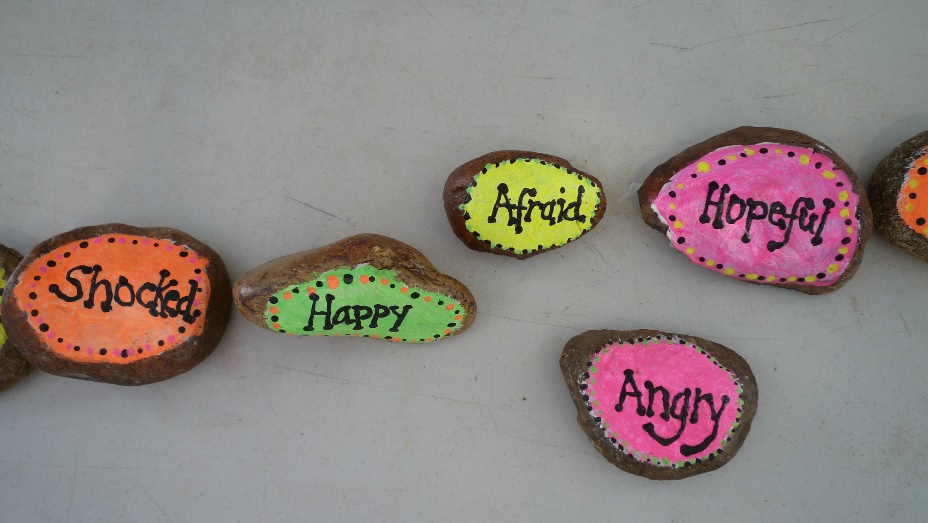 Shocked
Happy
Afraid
Hopeful
Angry